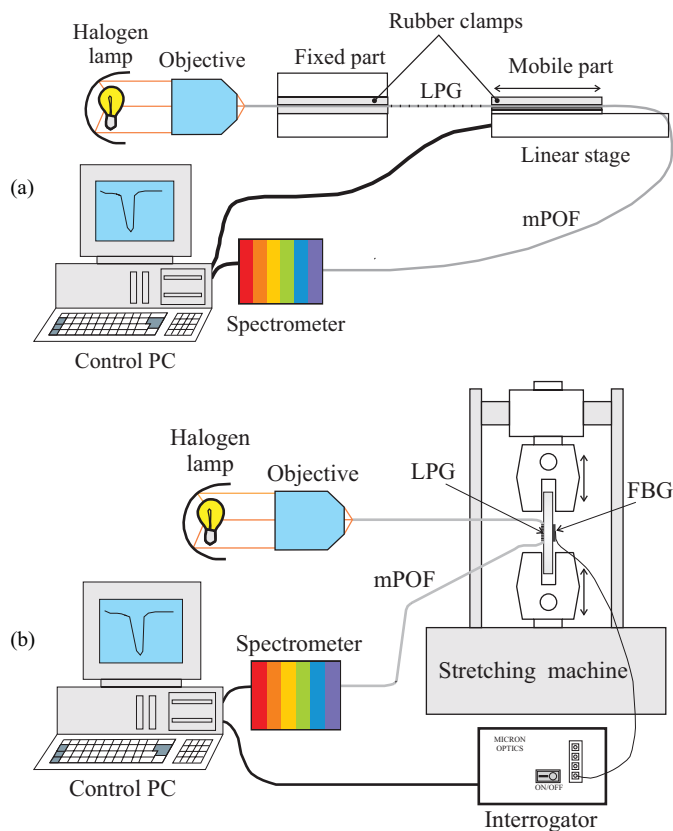 Halogen
lamp
Objective
Fixed part
Rubber clamps
LPG
Mobile part
Linear stage
(a)
mPOF
Spectrometer
Control PC
Halogen
lamp
Objective
LPG
FBG
mPOF
(b)
Spectrometer
Stretching machine
MICRON
OPTICS
ON/OFF
Control PC
Interrogator